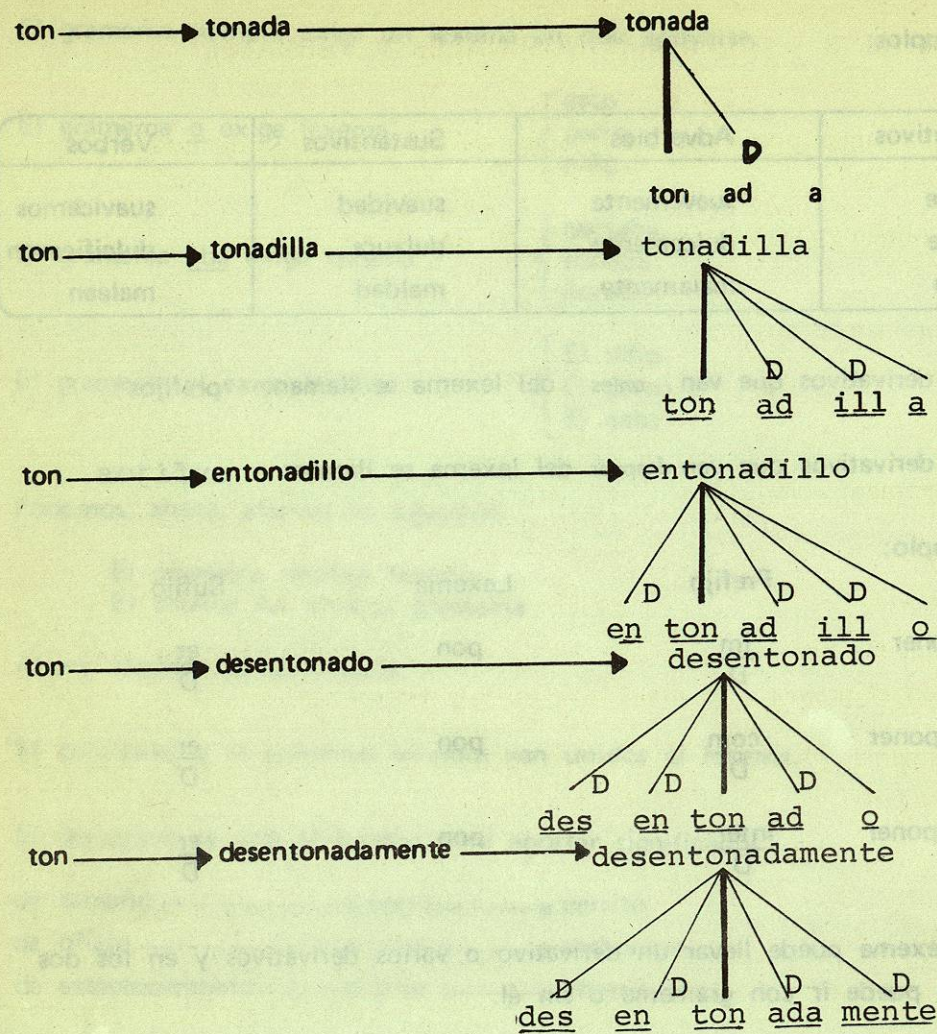 ton tonada tonada
D
ton ad a
ton tonadilla tonadilla
D D
ton ad ill a
ton entonadillo entonadillo
D D D
en ton ad ill o
ton desentonado desentonado
D D D
des en ton ad o
ton desentonadamente desentonadamente
D D D D
des en ton ada mente